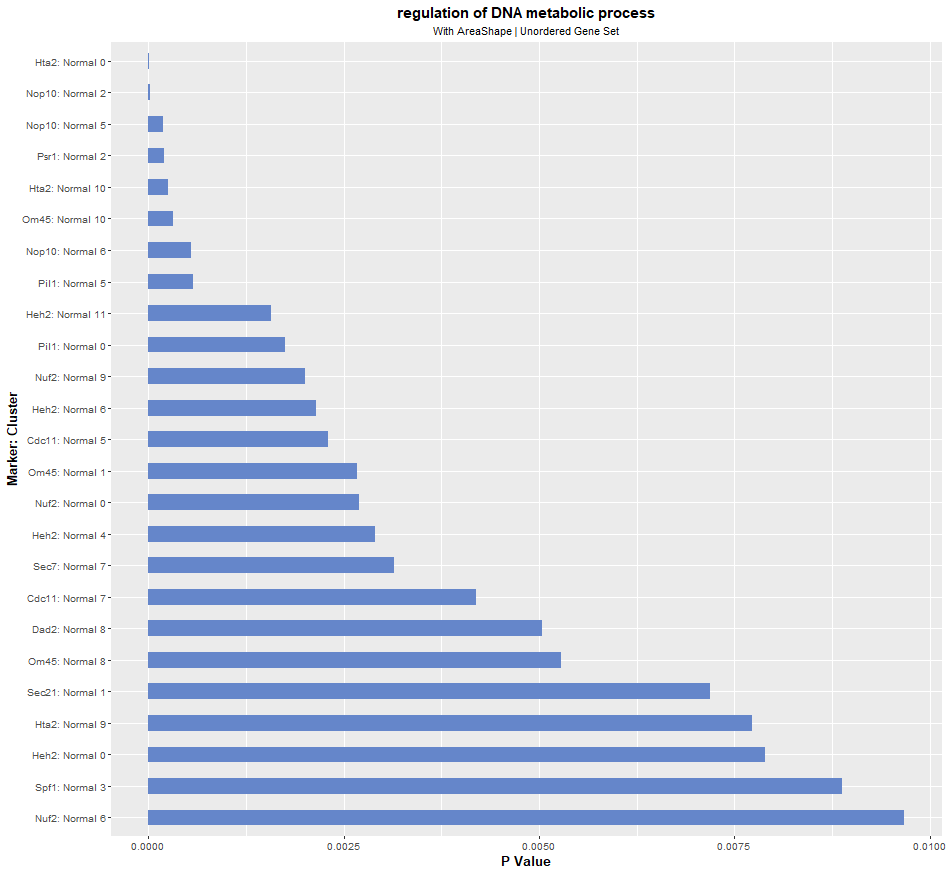 regulation of DNA metabolic process
With AreaShape | Unordered Gene Set
Marker: Cluster
Hta2: Normal 0
Nop10: Normal 2
Nop10: Normal 5
Psr1: Normal 2
Hta2: Normal 10
Om45: Normal 10
Nop10: Normal 6
Pil1: Normal 5
Heh2: Normal 11
Pil1: Normal 0
Nuf2: Normal 9
Heh2: Normal 6
Cdc11: Normal 5
Om45: Normal 1
Nuf2: Normal 0
Heh2: Normal 4
Sec7: Normal 7
Cdc11: Normal 7
Dad2: Normal 8
Om45: Normal 8
Sec21: Normal 1
Hta2: Normal 9
Heh2: Normal 0
Spf1: Normal 3
Nuf2: Normal 6
0.0000 0.0025 0.0050 0.0075 0.0100
P Value